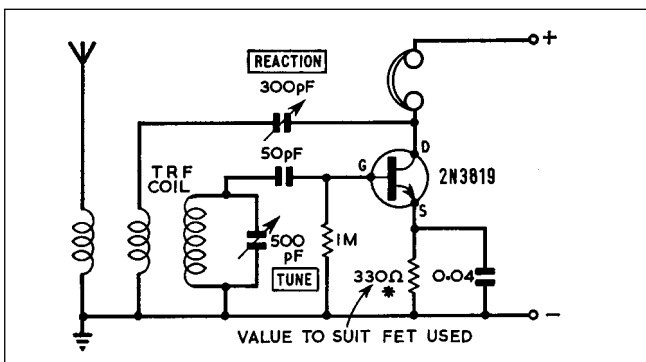 +
REACTION
300pF
50pF
D
G
2N3819
TRF
COIL
S
500
pF
1M
TUNE
330Ω
*
0.04
-
VALUE TO SUIT FET USED